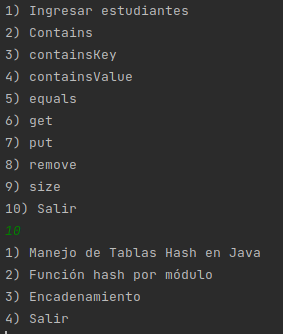 1) Ingresar estudiantes
2) Contains
3) containsKey
4) containsValue
5) equals
6) get
7) put
8) remove
9) size
10) Salir
10
1) Manejo de Tablas Hash en Java
2) Función hash por módulo
3) Encadenamiento
4) Salir